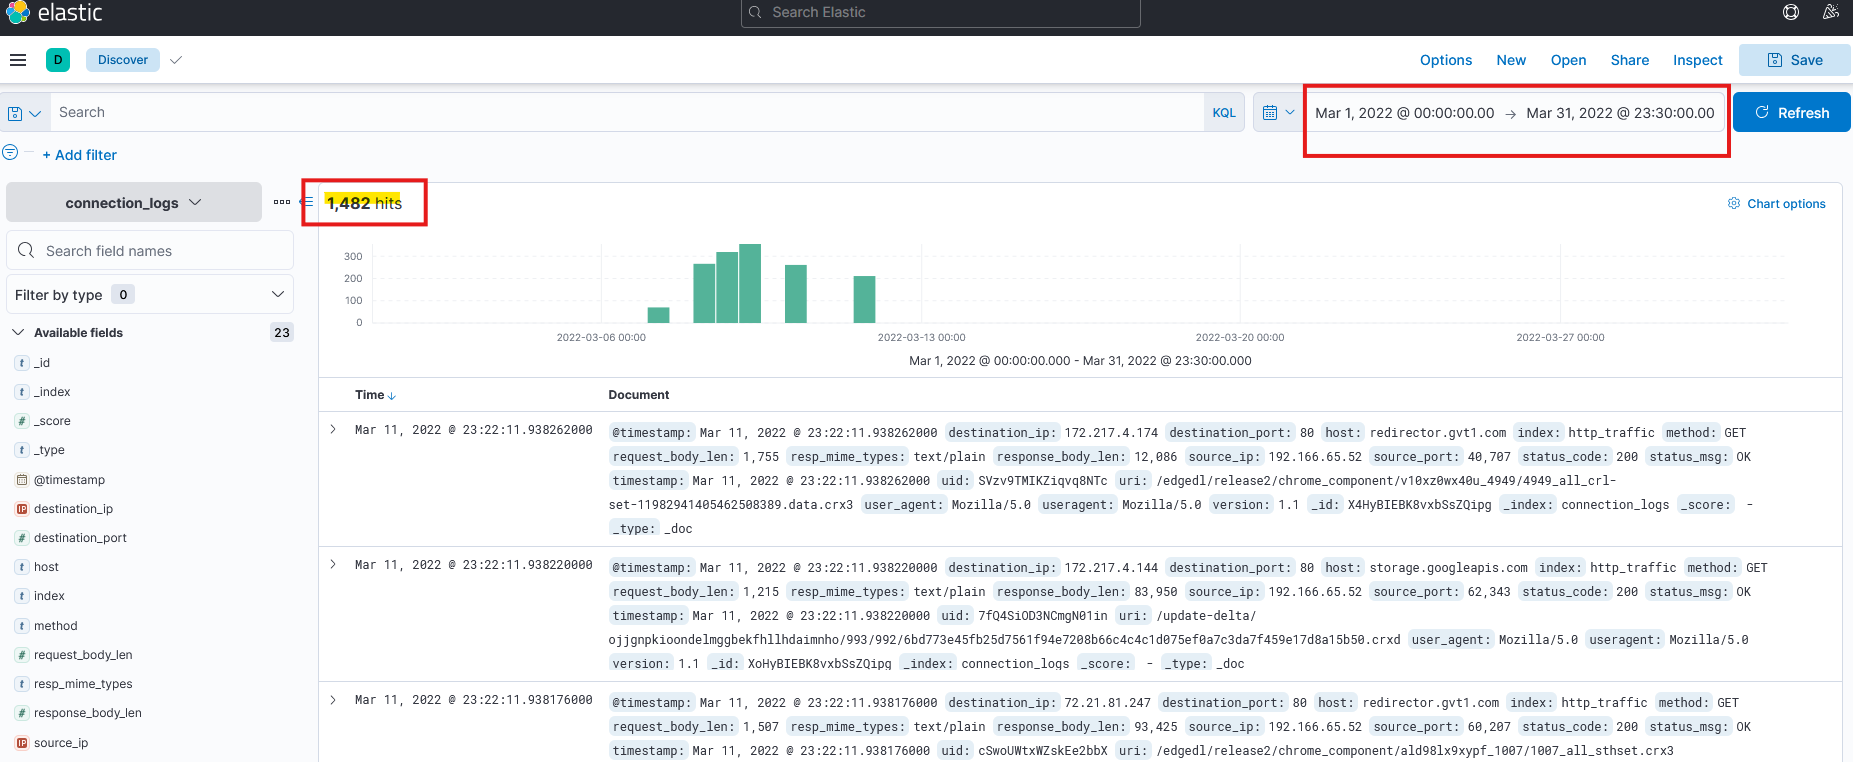 elastic
Search Elastic
D
Discover
Options New Open Share Inspect Save
Search
KQL
Mar 1, 2022 @ 00:00:00.00 → Mar 31, 2022 @ 23:30:00.00
Refresh
+ Add filter
connection_logs
1,482 hits
Chart options
Search field names
Filter by type 0
Available fields 23
t _id
t _index
# _score
t _type
@timestamp
IP destination_ip
# destination_port
t host
t index
t method
# request_body_len
t resp_mime_types
# response_body_len
IP source_ip
300
200
100
0
2022-03-06 00:00 2022-03-13 00:00 2022-03-20 00:00 2022-03-27 00:00
Mar 1, 2022 @ 00:00:00.000 - Mar 31, 2022 @ 23:30:00.000
Time Document
Mar 11, 2022 @ 23:22:11.938262000
@timestamp: Mar 11, 2022 @ 23:22:11.938262000 destination_ip: 172.217.4.174 destination_port: 80 host: redirector.gvt1.com index: http_traffic method: GET
request_body_len: 1,755 resp_mime_types: text/plain response_body_len: 12,086 source_ip: 192.166.65.52 source_port: 40,707 status_code: 200 status_msg: OK
timestamp: Mar 11, 2022 @ 23:22:11.938262000 uid: SVzv9TMIKZiqvq8NTc uri: /edgedl/release2/chrome_component/v10xz0wx40u_4949/4949_all_crl-
set-11982941405462508389.data.crx3 user_agent: Mozilla/5.0 useragent: Mozilla/5.0 version: 1.1 _id: X4HyBIEBK8vxbSsZQipg _index: connection_logs _score: -
_type: _doc
Mar 11, 2022 @ 23:22:11.938220000
@timestamp: Mar 11, 2022 @ 23:22:11.938220000 destination_ip: 172.217.4.144 destination_port: 80 host: storage.googleapis.com index: http_traffic method: GET
request_body_len: 1,215 resp_mime_types: text/plain response_body_len: 83,950 source_ip: 192.166.65.52 source_port: 62,343 status_code: 200 status_msg: OK
timestamp: Mar 11, 2022 @ 23:22:11.938220000 uid: 7fQ4SiOD3NCmgN01in uri: /update-delta/
ojjgnpkioondelmggbekfhllhdaimnho/993/992/6bd773e45fb25d7561f94e7208b66c4c4c1d075ef0a7c3da7f459e17d8a15b50.crxd user_agent: Mozilla/5.0 useragent: Mozilla/5.0
version: 1.1 _id: XoHyBIEBK8vxbSsZQipg _index: connection_logs _score: - _type: _doc
Mar 11, 2022 @ 23:22:11.938176000
@timestamp: Mar 11, 2022 @ 23:22:11.938176000 destination_ip: 72.21.81.247 destination_port: 80 host: redirector.gvt1.com index: http_traffic method: GET
request_body_len: 1,507 resp_mime_types: text/plain response_body_len: 93,425 source_ip: 192.166.65.52 source_port: 60,207 status_code: 200 status_msg: OK
timestamp: Mar 11, 2022 @ 23:22:11.938176000 uid: cSwoUWtxWZskEe2bbX uri: /edgedl/release2/chrome_component/ald98lx9xypf_1007/1007_all_sthset.crx3